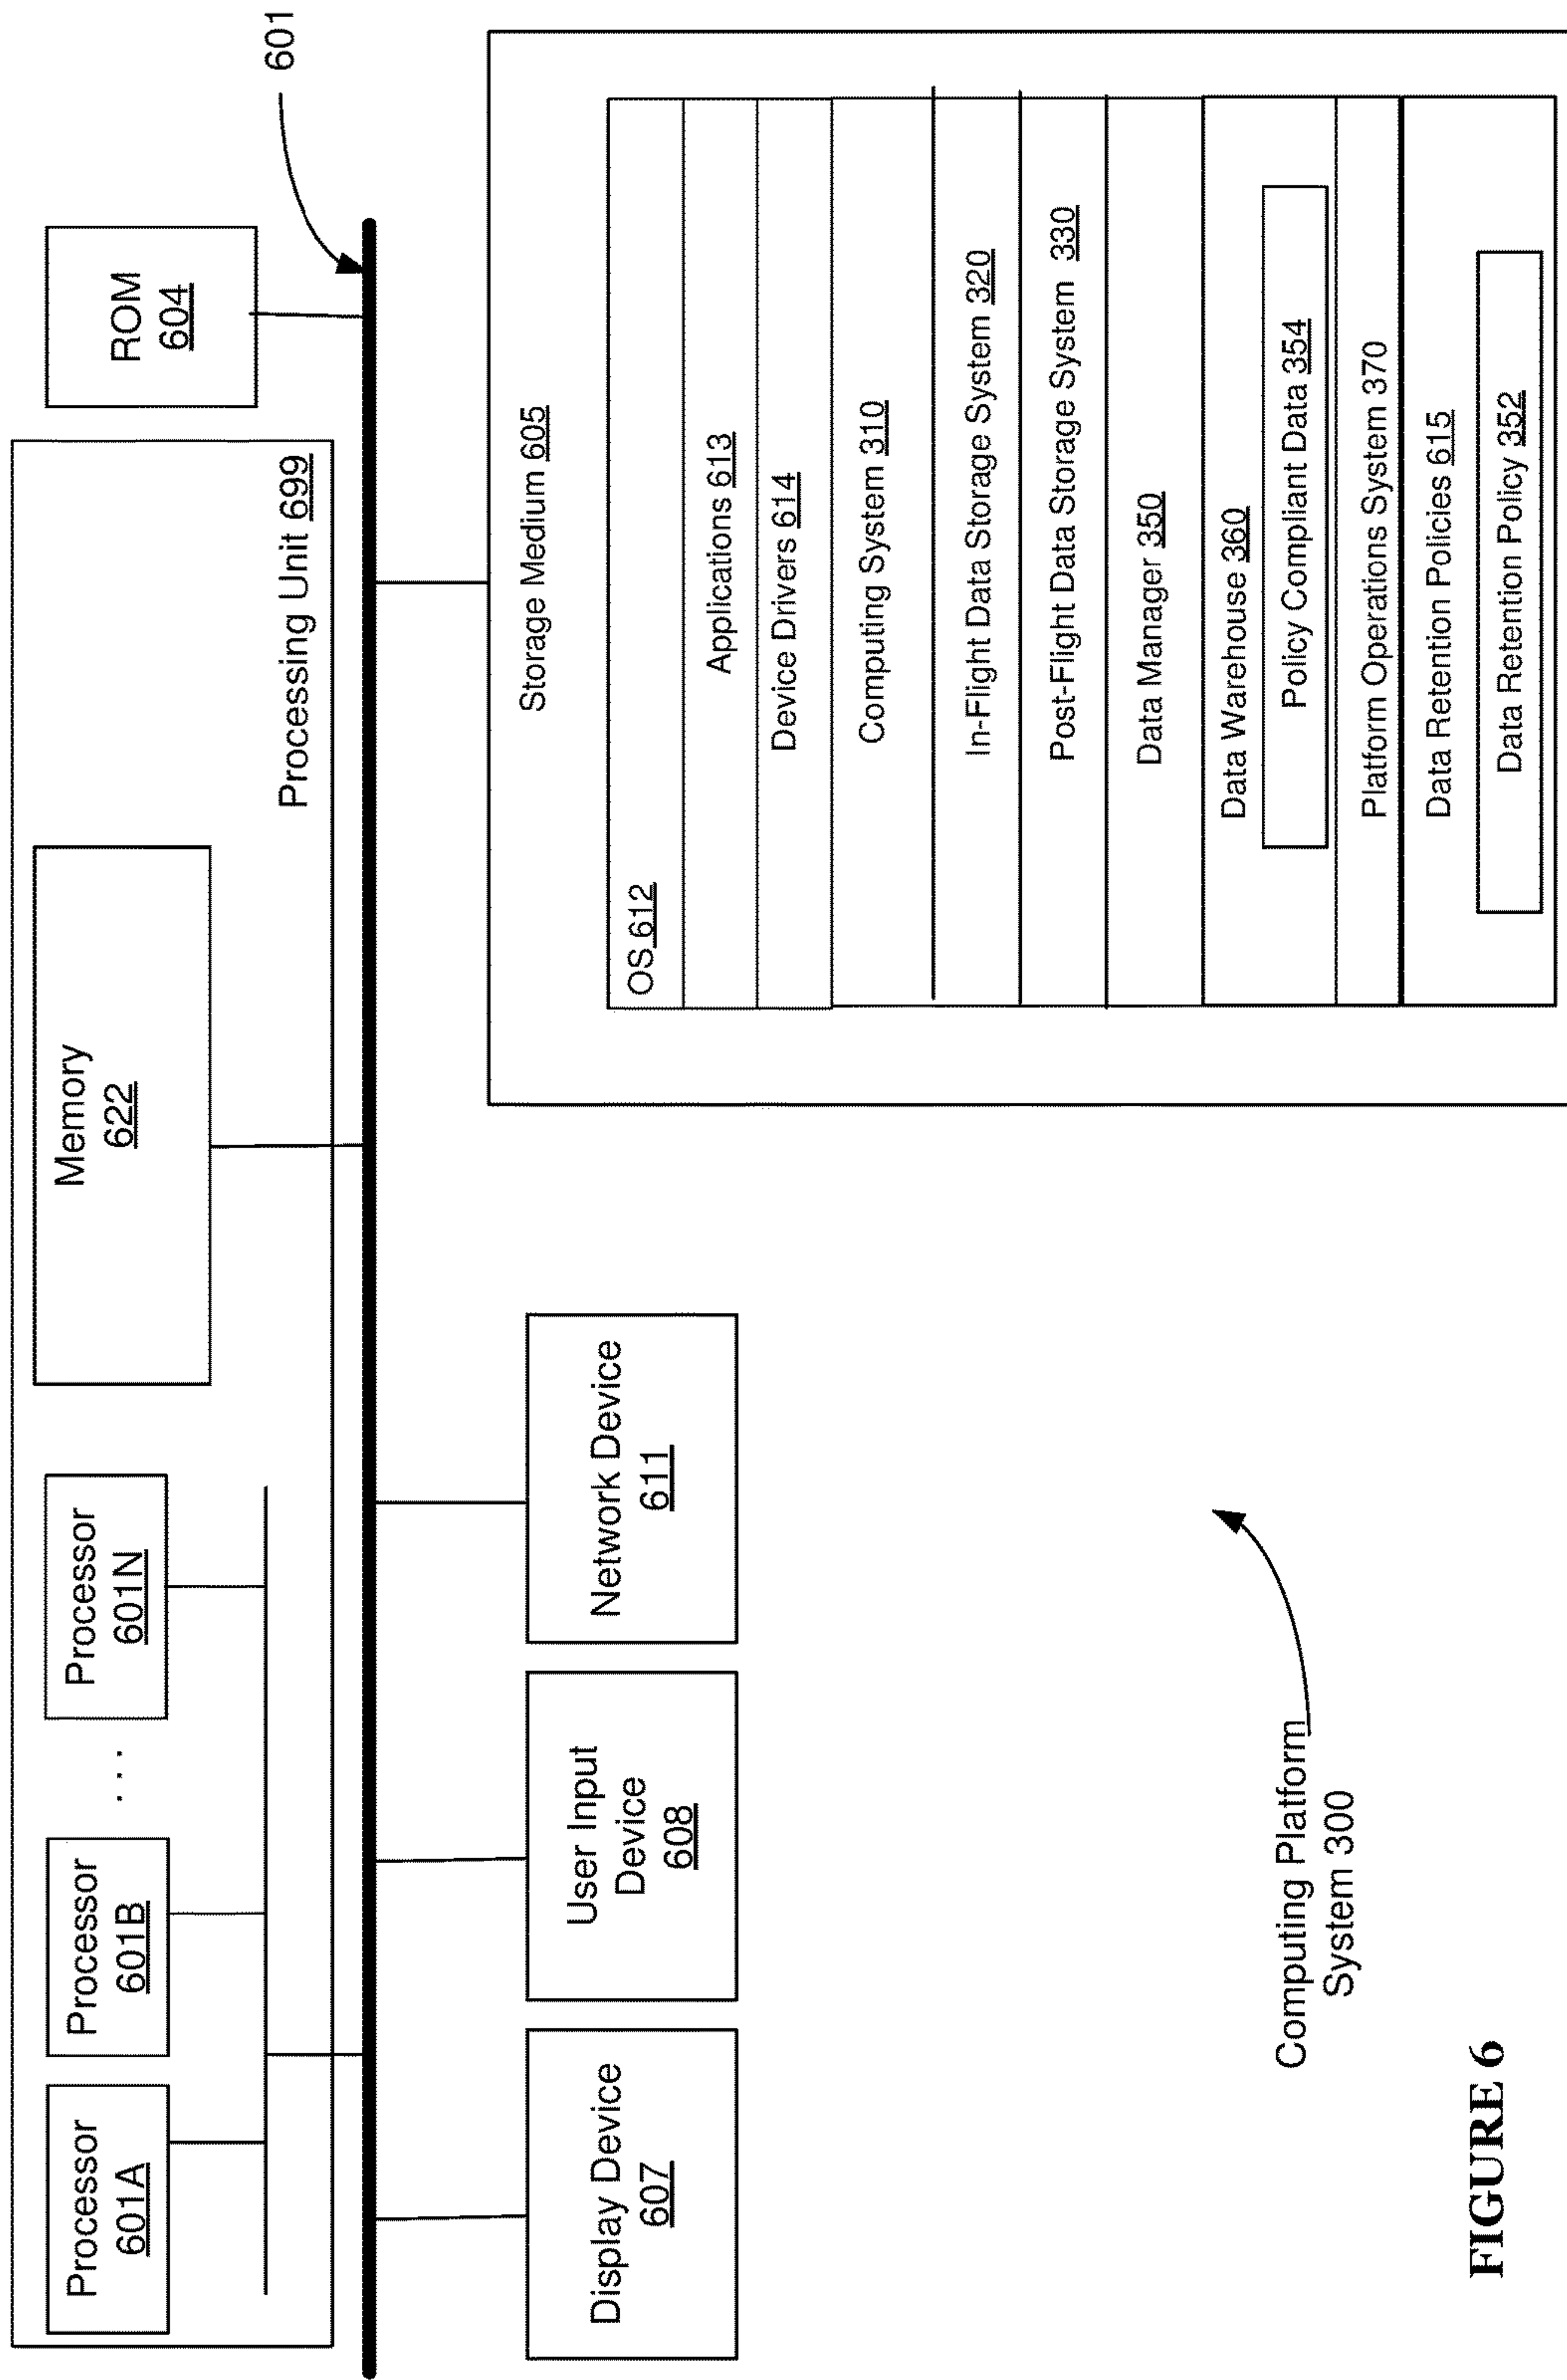 Processor
601A
Processor
601B
. . .
Processor
601N
Memory
622
Processing Unit 699
ROM
604
601
Display Device
607
User Input
Device
608
Network Device
611
Storage Medium 605
OS 612
Applications 613
Device Drivers 614
Computing System 310
In-Flight Data Storage System 320
Post-Flight Data Storage System 330
Data Manager 350
Data Warehouse 360
Policy Compliant Data 354
Platform Operations System 370
Data Retention Policies 615
Data Retention Policy 352
Computing Platform
System 300
FIGURE 6